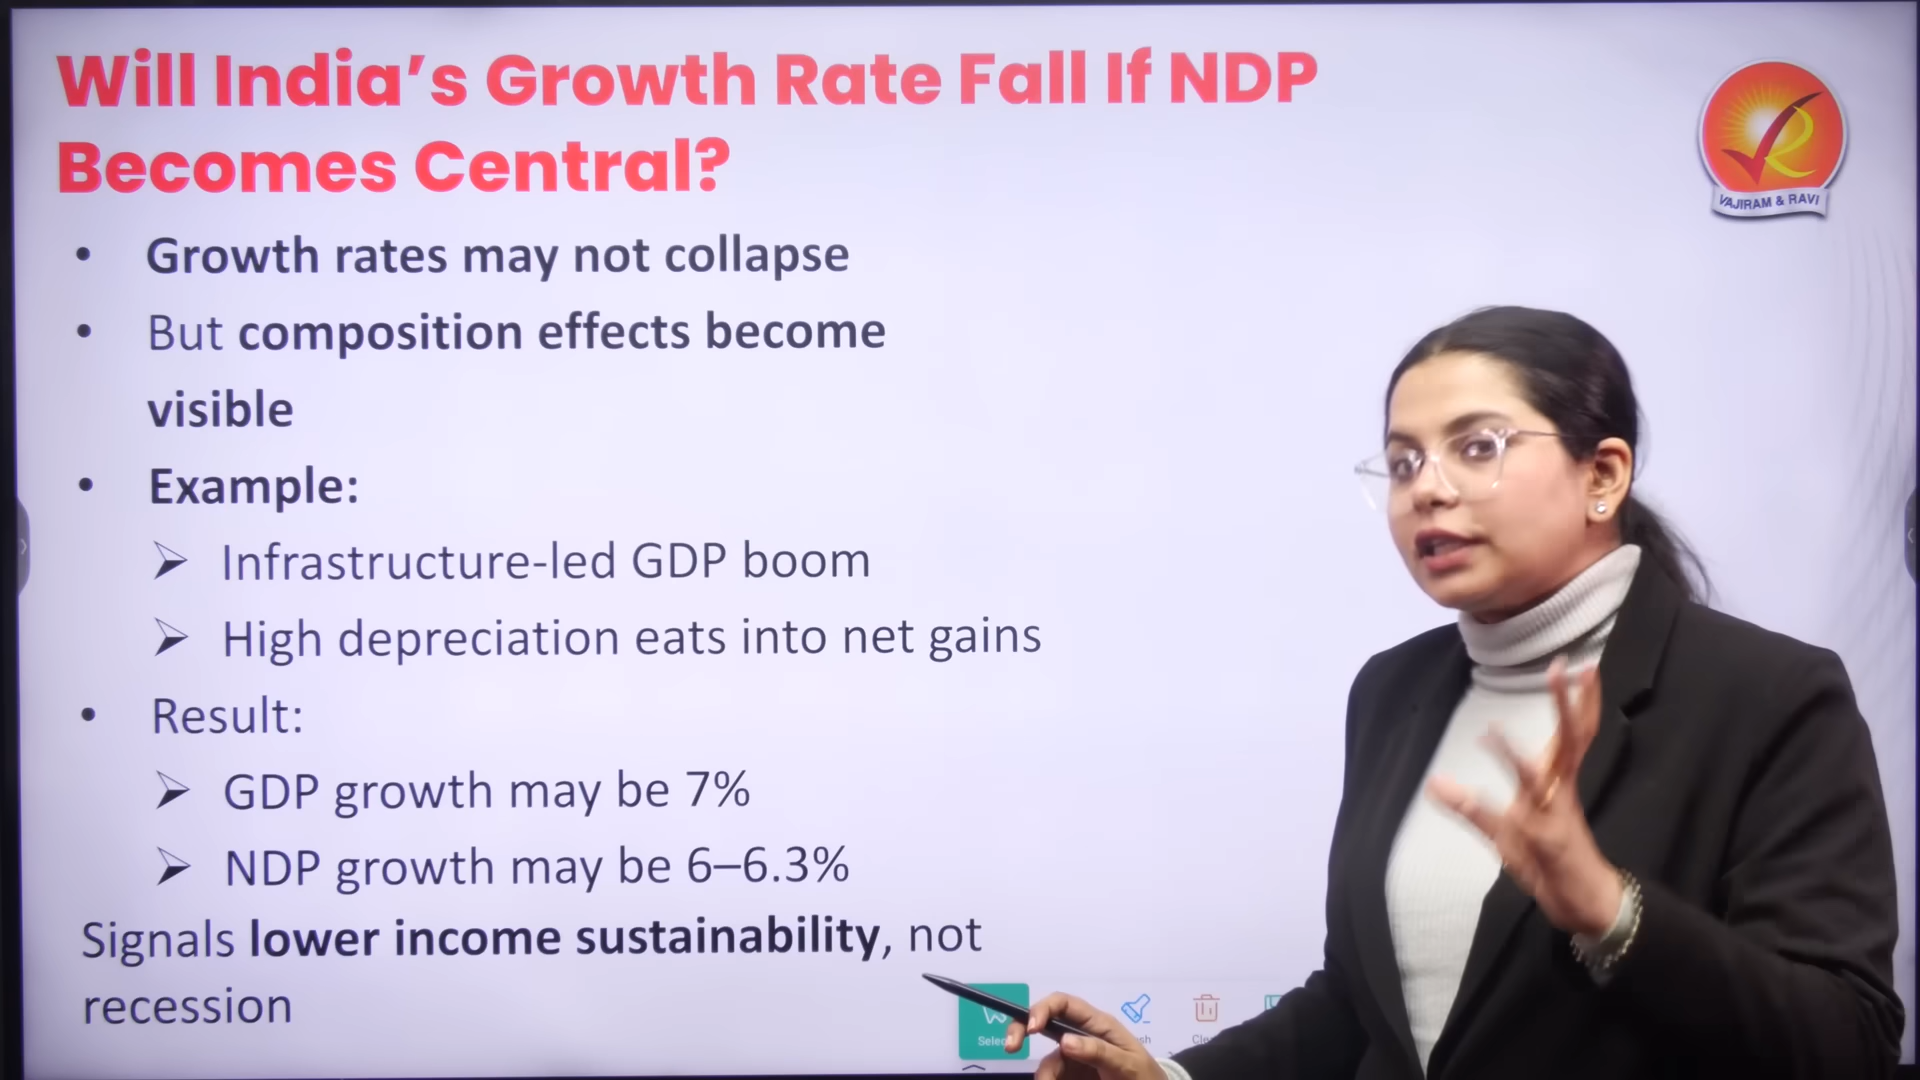 Will India’s Growth Rate Fall If NDP
Becomes Central?
VAJIRAM & RAVI
• Growth rates may not collapse
• But composition effects become
visible
• Example:
➢ Infrastructure-led GDP boom
➢ High depreciation eats into net gains
• Result:
➢ GDP growth may be 7%
➢ NDP growth may be 6–6.3%
Signals lower income sustainability, not
recession
Select